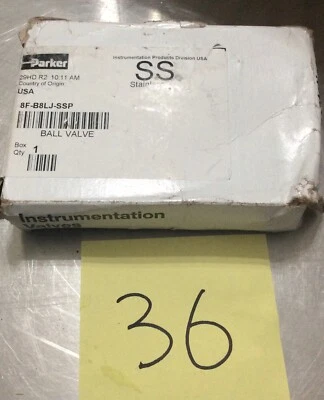 Parker
Instrumentation Products Division, USA
29HD R2 10:11 AM
Country of Origin:
USA
SS
8F-B8LJ-SSP
BALL VALVE
Box
Qty
1
Instrumentation
Valves
36